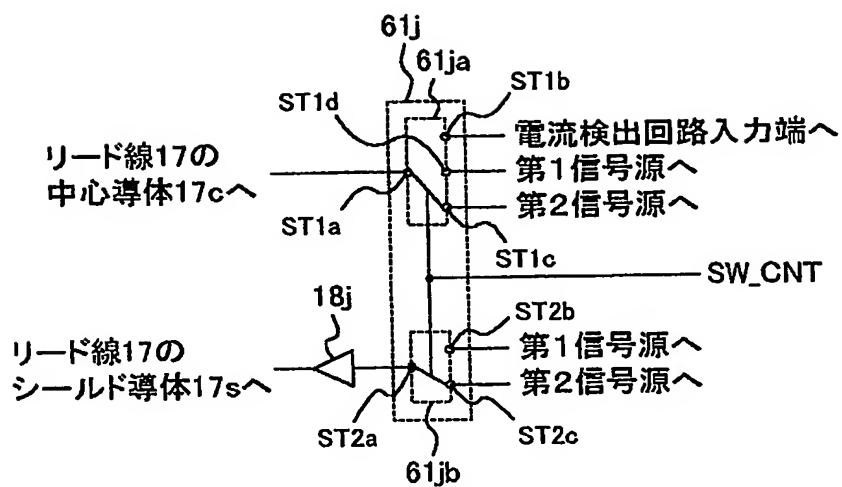 61j
61ja
ST1b
ST1d
電流検出回路入力端へ
リード線17の
中心導体17cへ
第1信号源へ
第2信号源へ
ST1a
ST1c
SW_CNT
18j
ST2b
リード線17の
シールド導体17sへ
第1信号源へ
第2信号源へ
ST2a
ST2c
61jb